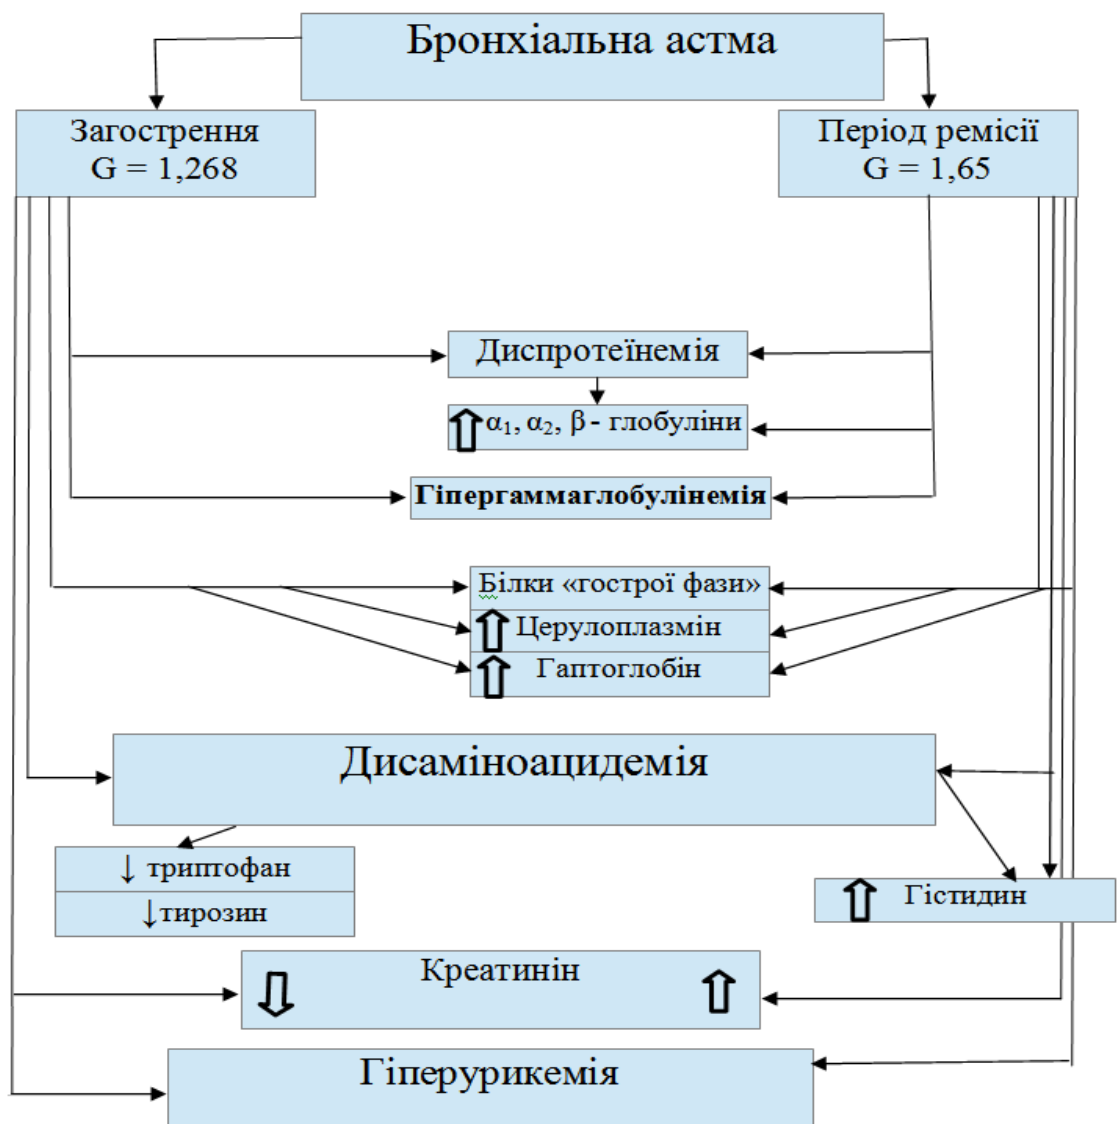 Бронхіальна астма
Загострення
G = 1,268
Період ремісії
G = 1,65
Диспротеїнемія
⇧ α₁, α₂, β - глобуліни
Гіпергаммаглобулінемія
Білки «гострої фази»
⇧ Церулоплазмін
⇧ Гаптоглобін
Дисаміноацидемія
↓ триптофан
↓тирозин
⇧ Гістидин
⇩ Креатинін ⇧
Гіперурикемія